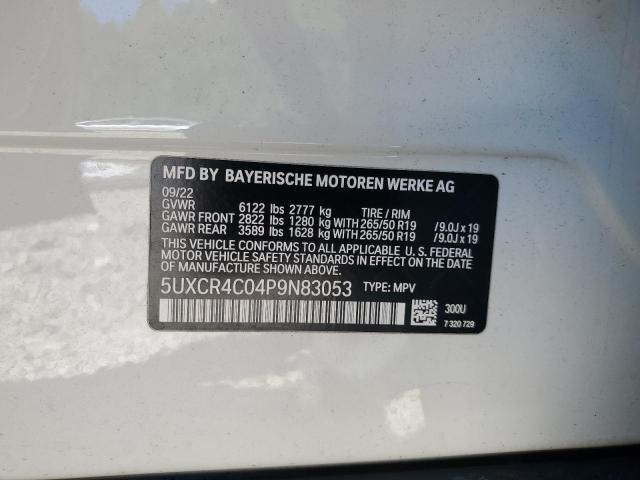 MFD BY BAYERISCHE MOTOREN WERKE AG
09/22
GVWR 6122 lbs 2777 kg TIRE / RIM
GAWR FRONT 2822 lbs 1280 kg WITH 265/50 R19 / 9.0J x 19
GAWR REAR 3589 lbs 1628 kg WITH 265/50 R19 / 9.0J x 19
THIS VEHICLE CONFORMS TO ALL APPLICABLE U. S. FEDERAL
MOTOR VEHICLE SAFETY STANDARDS IN EFFECT ON THE
DATE OF MANUFACTURE SHOWN ABOVE.
5UXCR4C04P9N83053 TYPE: MPV
300U
7 320 729